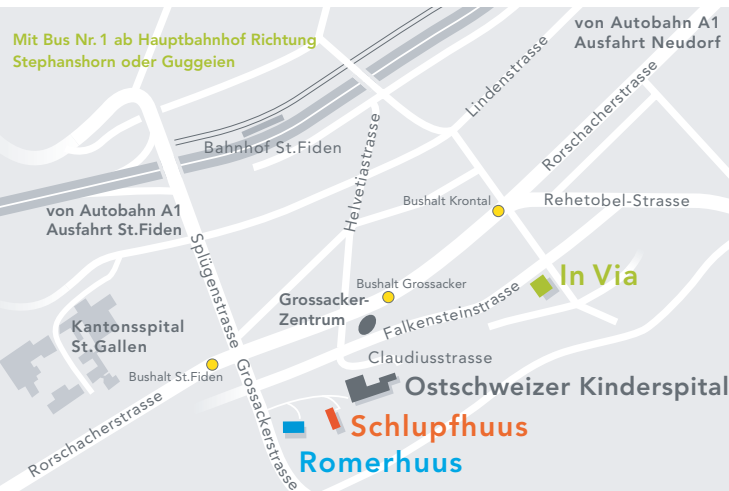 Mit Bus Nr. 1 ab Hauptbahnhof Richtung
Stephanshorn oder Guggeien
von Autobahn A1
Ausfahrt Neudorf
Lindenstrasse
Rorschacherstrasse
Bahnhof St.Fiden
Helvetiastrasse
Bushalt Krontal
Rehetobel-Strasse
von Autobahn A1
Ausfahrt St.Fiden
Splügenstrasse
In Via
Bushalt Grossacker
Grossacker-
Zentrum
Falkensteinstrasse
Kantonsspital
St.Gallen
Claudiusstrasse
Bushalt St.Fiden
Grossackerstrasse
Ostschweizer Kinderspital
Rorschacherstrasse
Schlupfhuus
Romerhuus